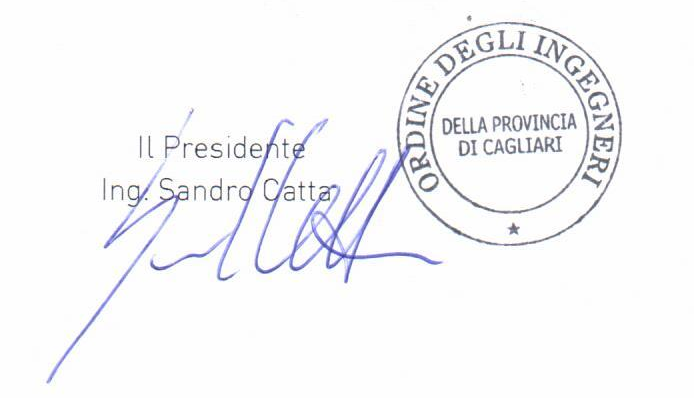 Il Presidente
Ing. Sandro Catta
ORDINE DEGLI INGEGNERI
DELLA PROVINCIA
DI CAGLIARI